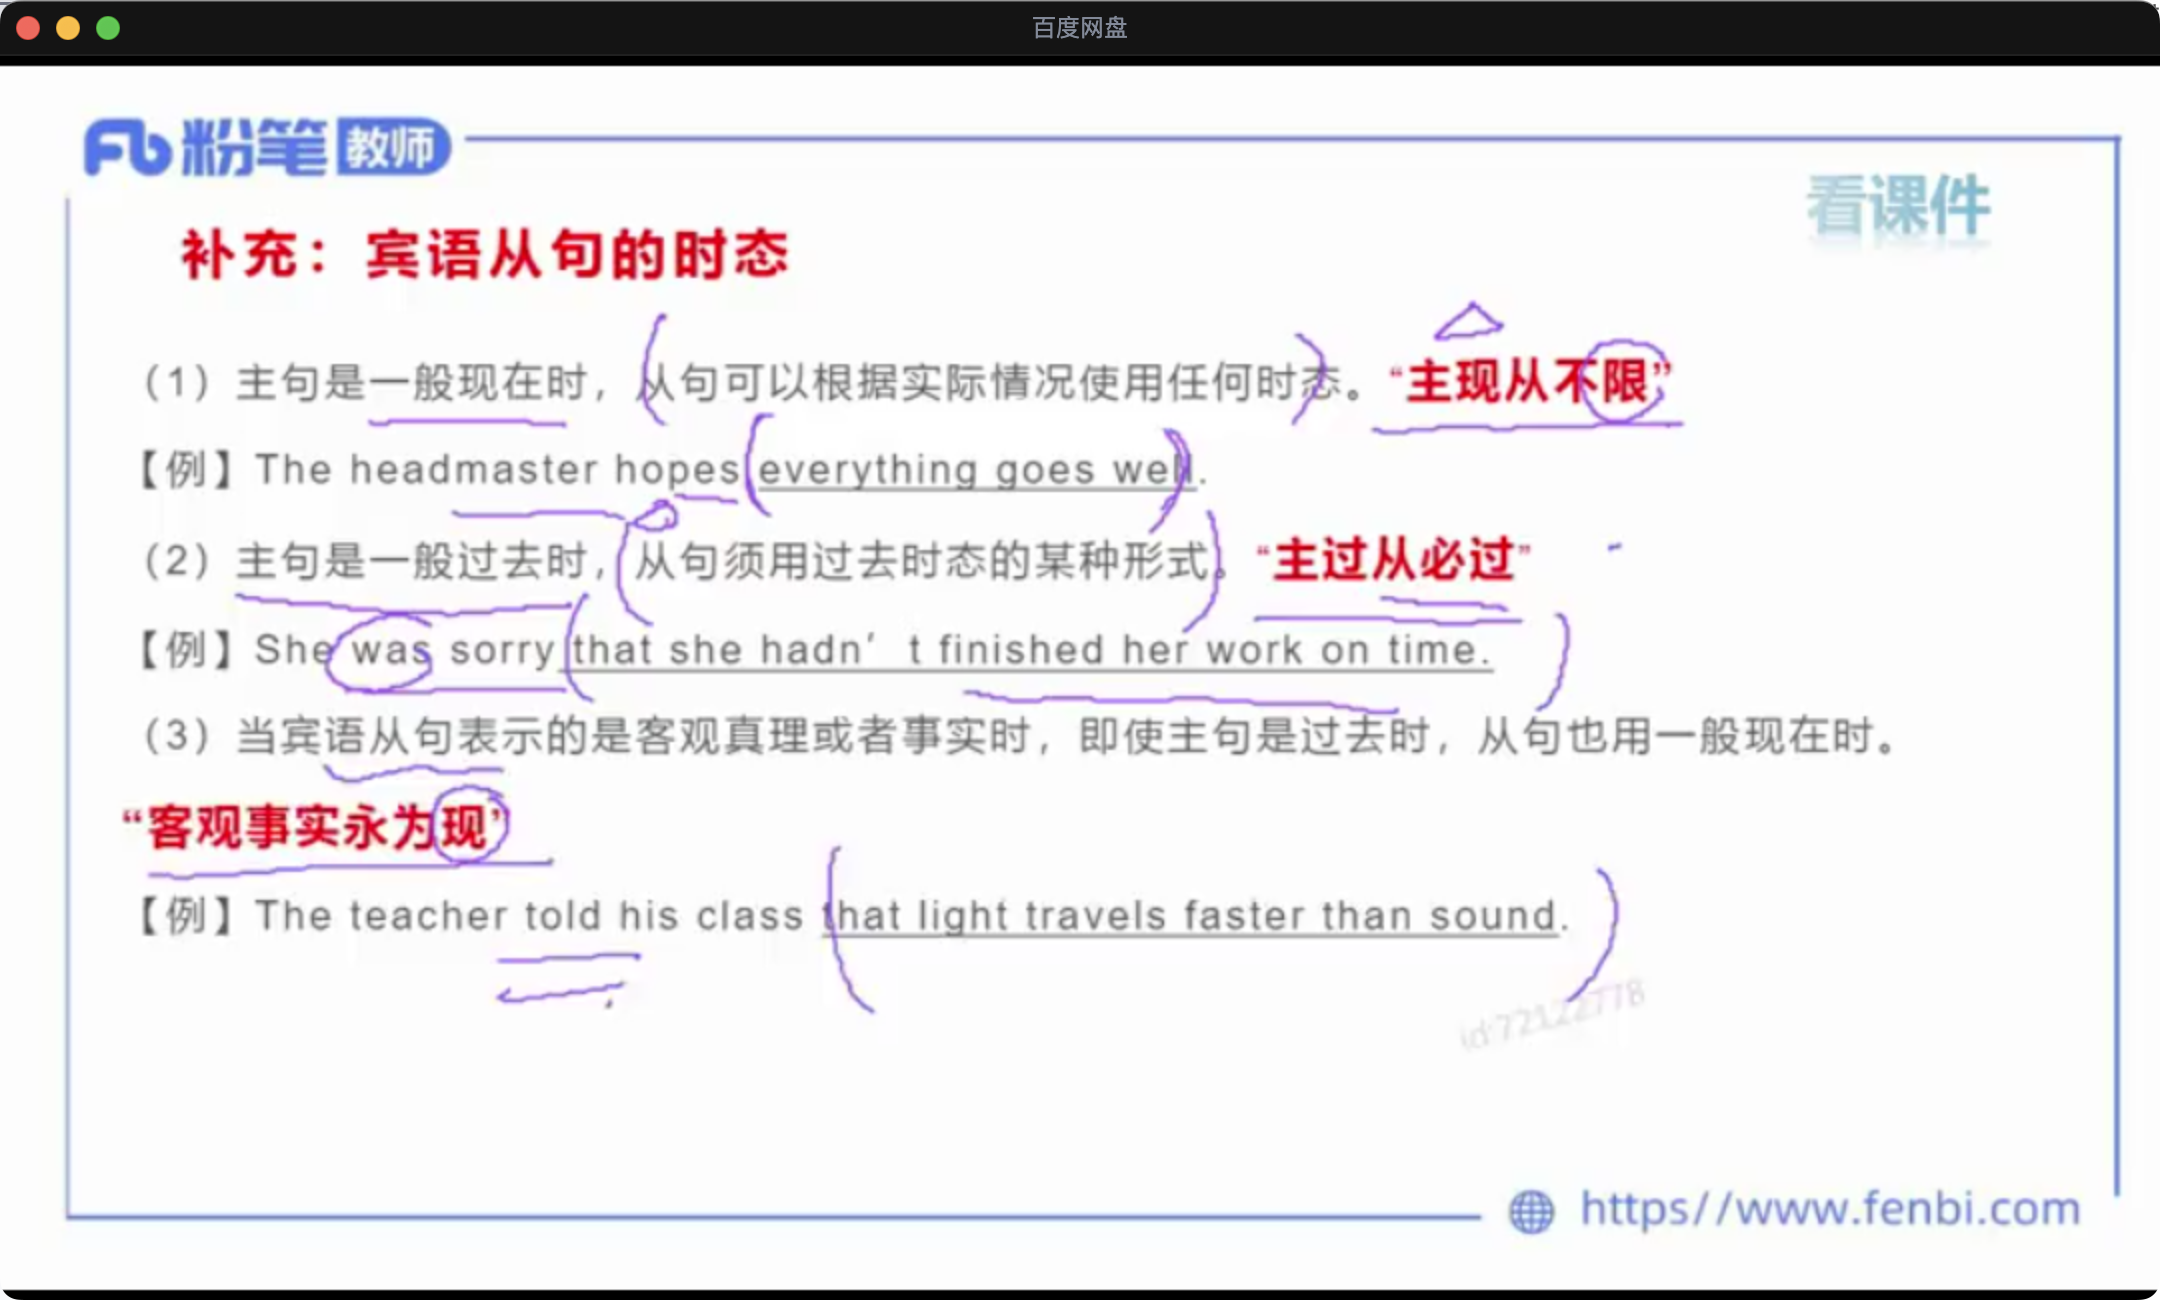 百度网盘
Fb 粉笔 教师
看课件
补充：宾语从句的时态
（1）主句是一般现在时，从句可以根据实际情况使用任何时态。“主现从不限”
【例】The headmaster hopes everything goes well.
（2）主句是一般过去时，从句须用过去时态的某种形式。“主过从必过”
【例】She was sorry that she hadn’t finished her work on time.
（3）当宾语从句表示的是客观真理或者事实时，即使主句是过去时，从句也用一般现在时。
“客观事实永为现”
【例】The teacher told his class that light travels faster than sound.
id:72122778
https//www.fenbi.com